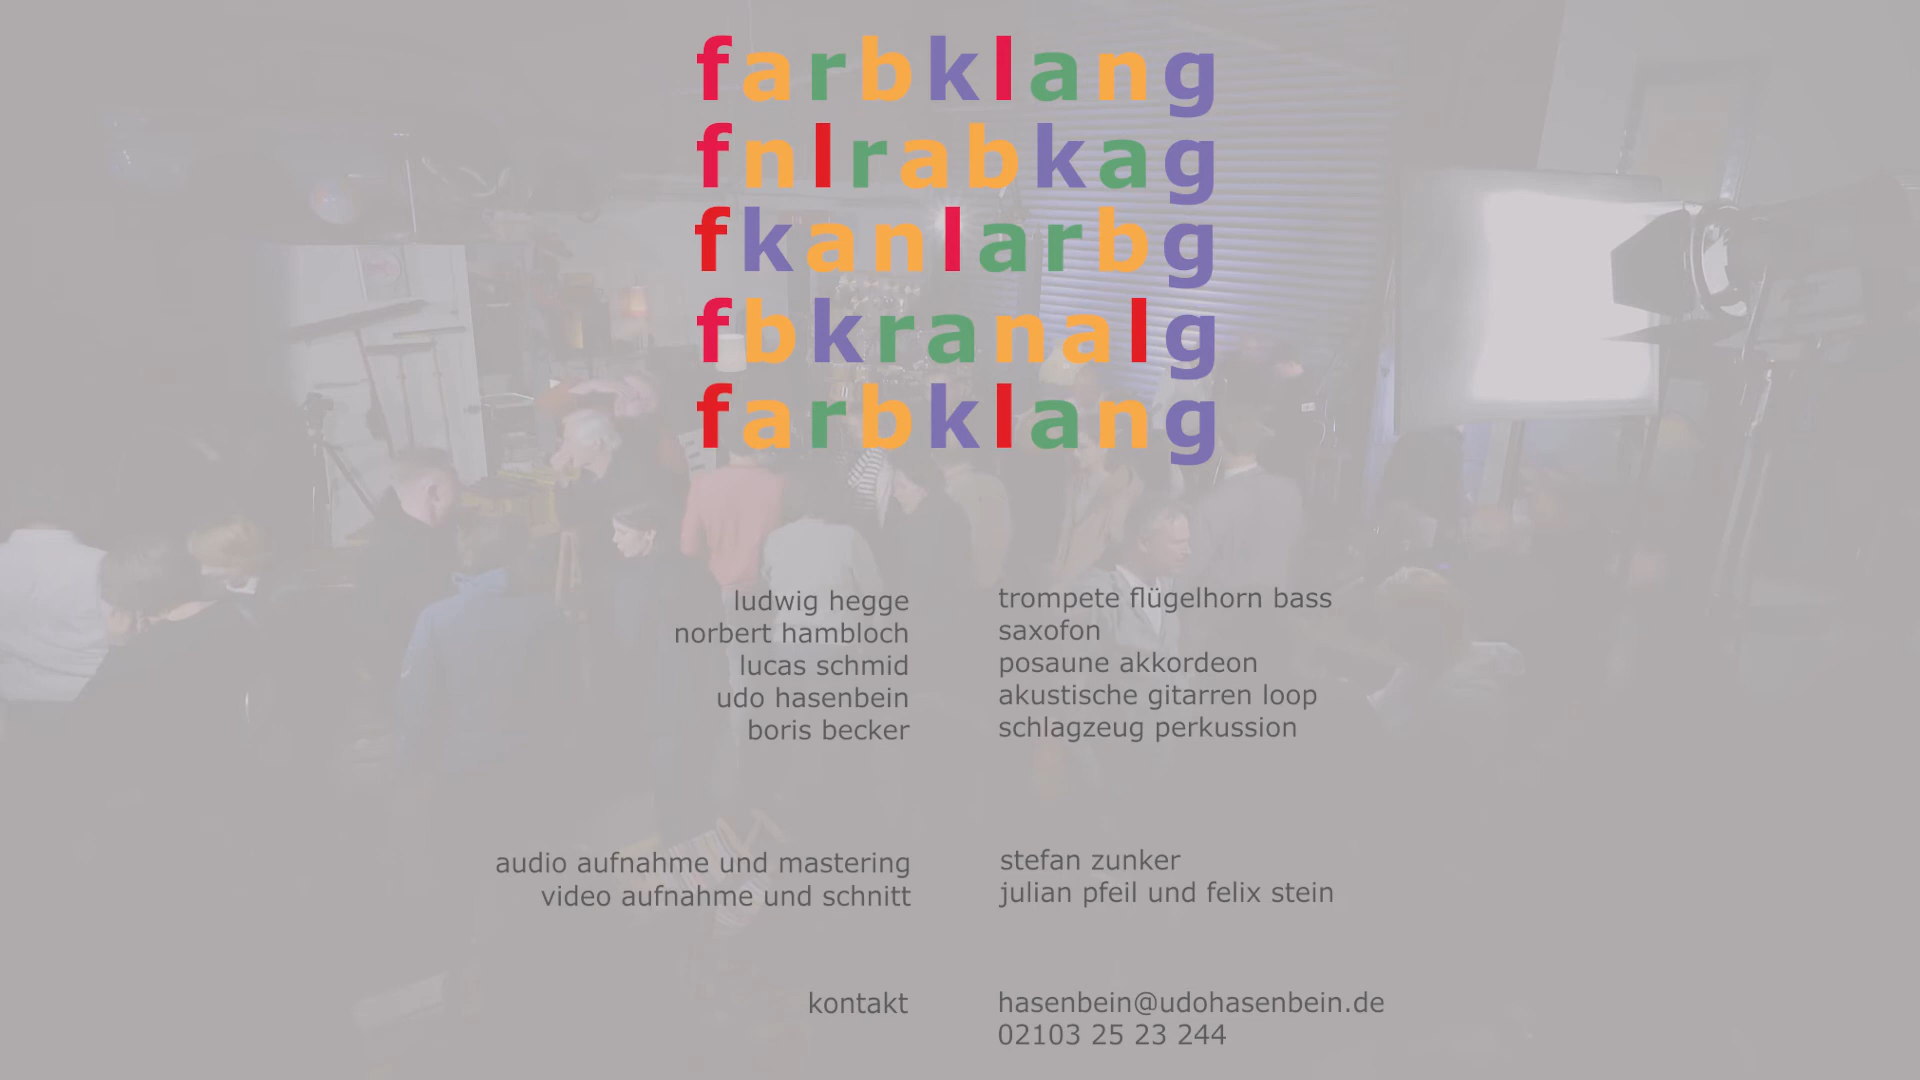 farbklang
fnlrabkag
fkanlarbg
fbkranalg
farbklang
ludwig hegge trompete flügelhorn bass
norbert hambloch saxofon
lucas schmid posaune akkordeon
udo hasenbein akustische gitarren loop
boris becker schlagzeug perkussion
audio aufnahme und mastering stefan zunker
video aufnahme und schnitt julian pfeil und felix stein
kontakt hasenbein@udohasenbein.de
02103 25 23 244